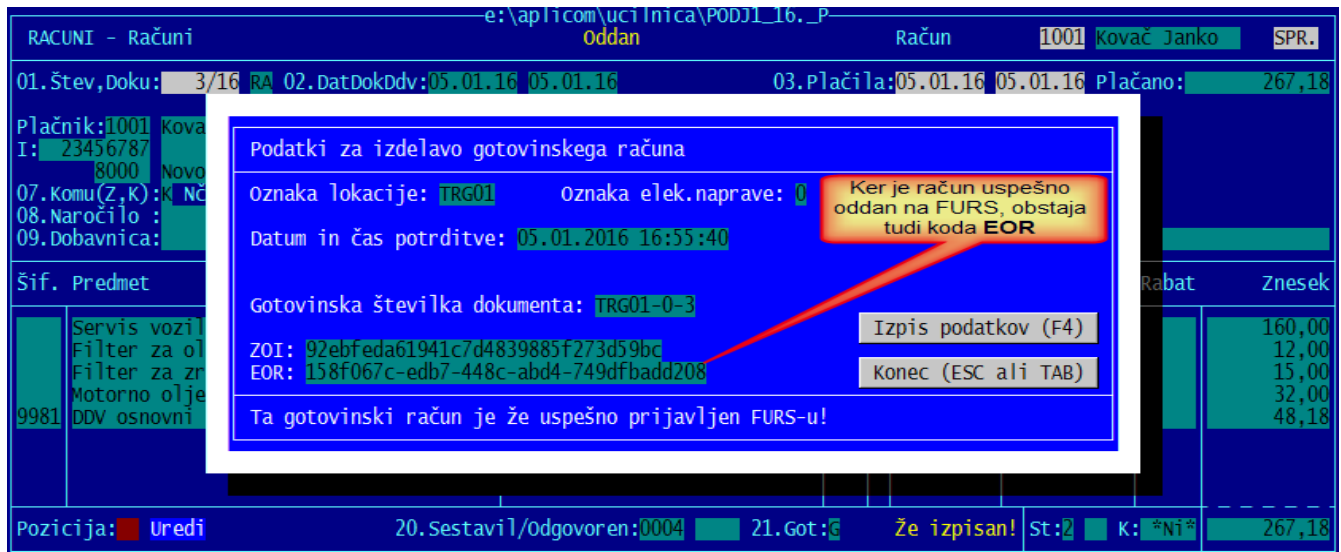 e:\aplicom\ucilnica\PODJ1_16._P
RACUNI - Računi Oddan Račun 1001 Kovač Janko SPR.
01.Štev,Doku: 3/16 RA 02.DatDokDdv:05.01.16 05.01.16 03.Plačila:05.01.16 05.01.16 Plačano: 267,18
Plačnik:1001 Kova
I: 23456787
8000 Novo
07.Komu(Z,K):K Nč
08.Naročilo :
09.Dobavnica:
Podatki za izdelavo gotovinskega računa
Oznaka lokacije: TRG01 Oznaka elek.naprave: 0
Ker je račun uspešno
oddan na FURS, obstaja
tudi koda EOR
Datum in čas potrditve: 05.01.2016 16:55:40
Gotovinska številka dokumenta: TRG01-0-3
Izpis podatkov (F4)
ZOI: 92ebfeda61941c7d4839885f273d59bc
EOR: 158f067c-edb7-448c-abd4-749dfbadd208
Konec (ESC ali TAB)
Ta gotovinski račun je že uspešno prijavljen FURS-u!
Šif. Predmet Rabat Znesek
Servis vozil 160,00
Filter za ol 12,00
Filter za zr 15,00
Motorno olje 32,00
9981 DDV osnovni 48,18
Pozicija: Uredi 20.Sestavil/Odgovoren:0004 21.Got:G Že izpisan! St:2 K: *Ni* 267,18